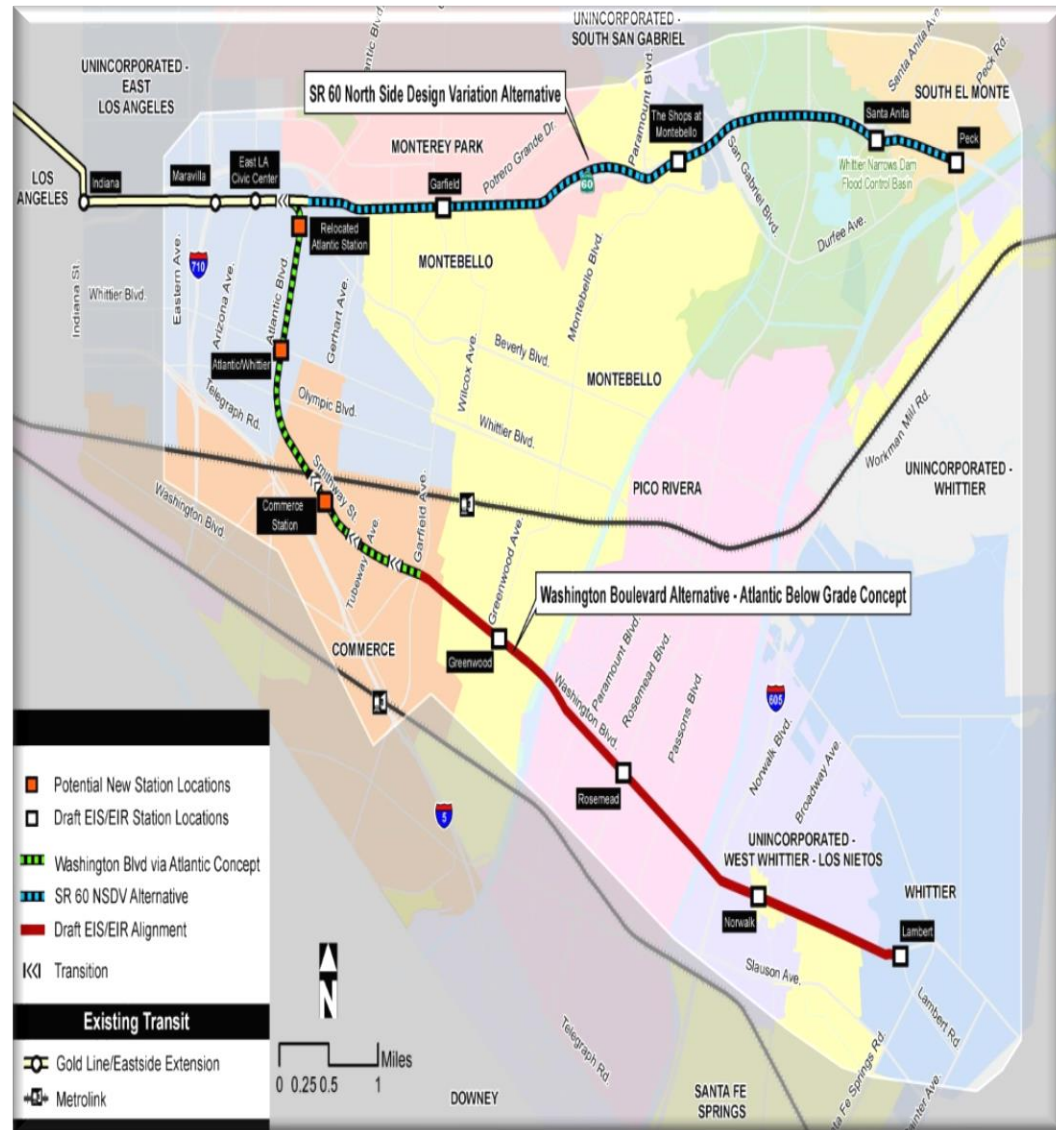 UNINCORPORATED -
SOUTH SAN GABRIEL
UNINCORPORATED -
EAST
LOS ANGELES
Santa Anita Ave.
Peck Rd.
SR 60 North Side Design Variation Alternative
Paramount Blvd.
SOUTH EL MONTE
The Shops at
Montebello
Santa Anita
Peck
MONTEREY PARK
Potrero Grande Dr.
60
San Gabriel Blvd.
Whittier Narrows Dam
Flood Control Basin
Durfee Ave.
LOS
ANGELES
Indiana
Maravilla
East LA
Civic Center
Garfield
Relocated
Atlantic Station
MONTEBELLO
710
Indiana St.
Whittier Blvd.
Eastern Ave.
Arizona Ave.
Atlantic Blvd.
Gerhart Ave.
Montebello Blvd.
Wilcox Ave.
Beverly Blvd.
MONTEBELLO
Atlantic/Whittier
Telegraph Rd.
Olympic Blvd.
Whittier Blvd.
Workman Mill Rd.
UNINCORPORATED -
WHITTIER
PICO RIVERA
Washington Blvd.
Commerce
Station
Smithway St.
Garfield Ave.
Greenwood Ave.
Washington Boulevard Alternative - Atlantic Below Grade Concept
COMMERCE
Greenwood
Washington Blvd.
Paramount Blvd.
Rosemead Blvd.
Passons Blvd
605
Norwalk Blvd.
Broadway Ave.
Rosemead
5
UNINCORPORATED -
WEST WHITTIER - LOS NIETOS
WHITTIER
Norwalk
Lambert
Slauson Ave.
Lambert Rd.
Telegraph Rd.
DOWNEY
SANTA FE
SPRINGS
Potential New Station Locations
Draft EIS/EIR Station Locations
Washington Blvd via Atlantic Concept
SR 60 NSDV Alternative
Draft EIS/EIR Alignment
Transition
Existing Transit
Gold Line/Eastside Extension
Metrolink
N
Miles
0 0.25 0.5 1